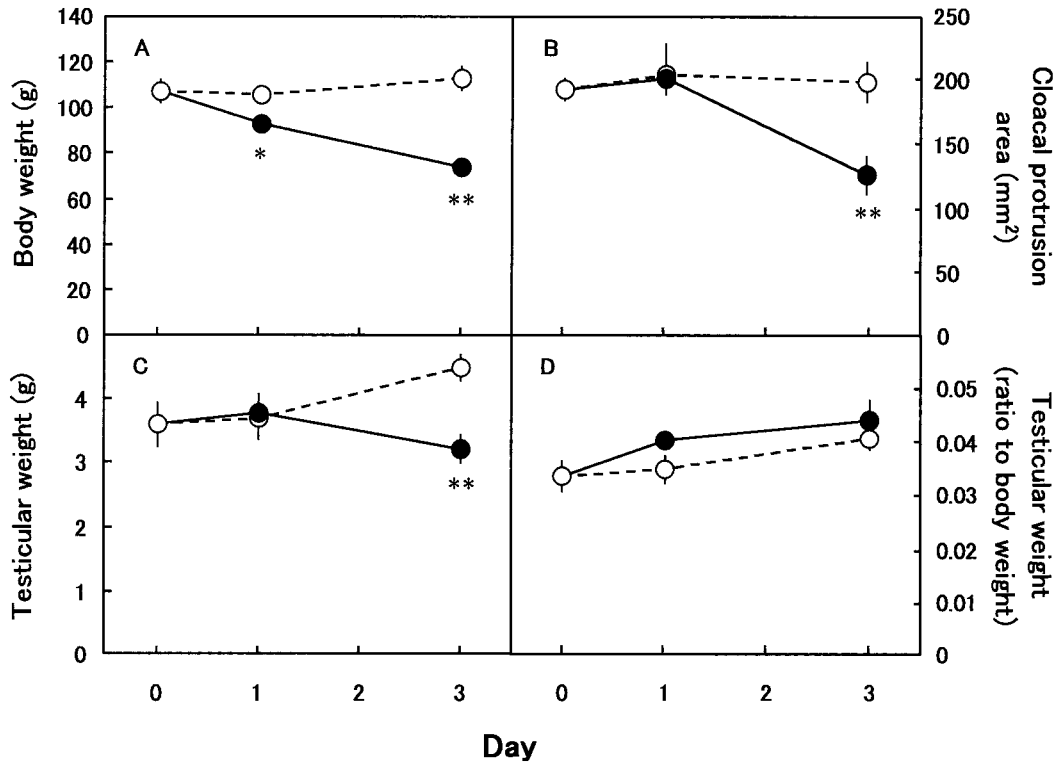 A
B
C
D
Body weight (g)
140
120
100
80
60
40
20
0
*
**
Cloacal protrusion
area (mm²)
250
200
150
100
50
0
**
Testicular weight (g)
4
3
2
1
0
**
Testicular weight
(ratio to body weight)
0.05
0.04
0.03
0.02
0.01
0
0 1 2 3
0 1 2 3
Day